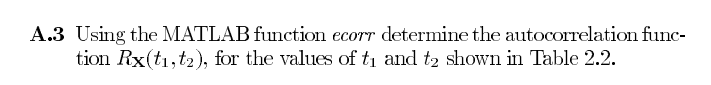 A.3 Using the MATLAB function ecorr determine the autocorrelation func-
tion R𝐗(t₁, t₂), for the values of t₁ and t₂ shown in Table 2.2.